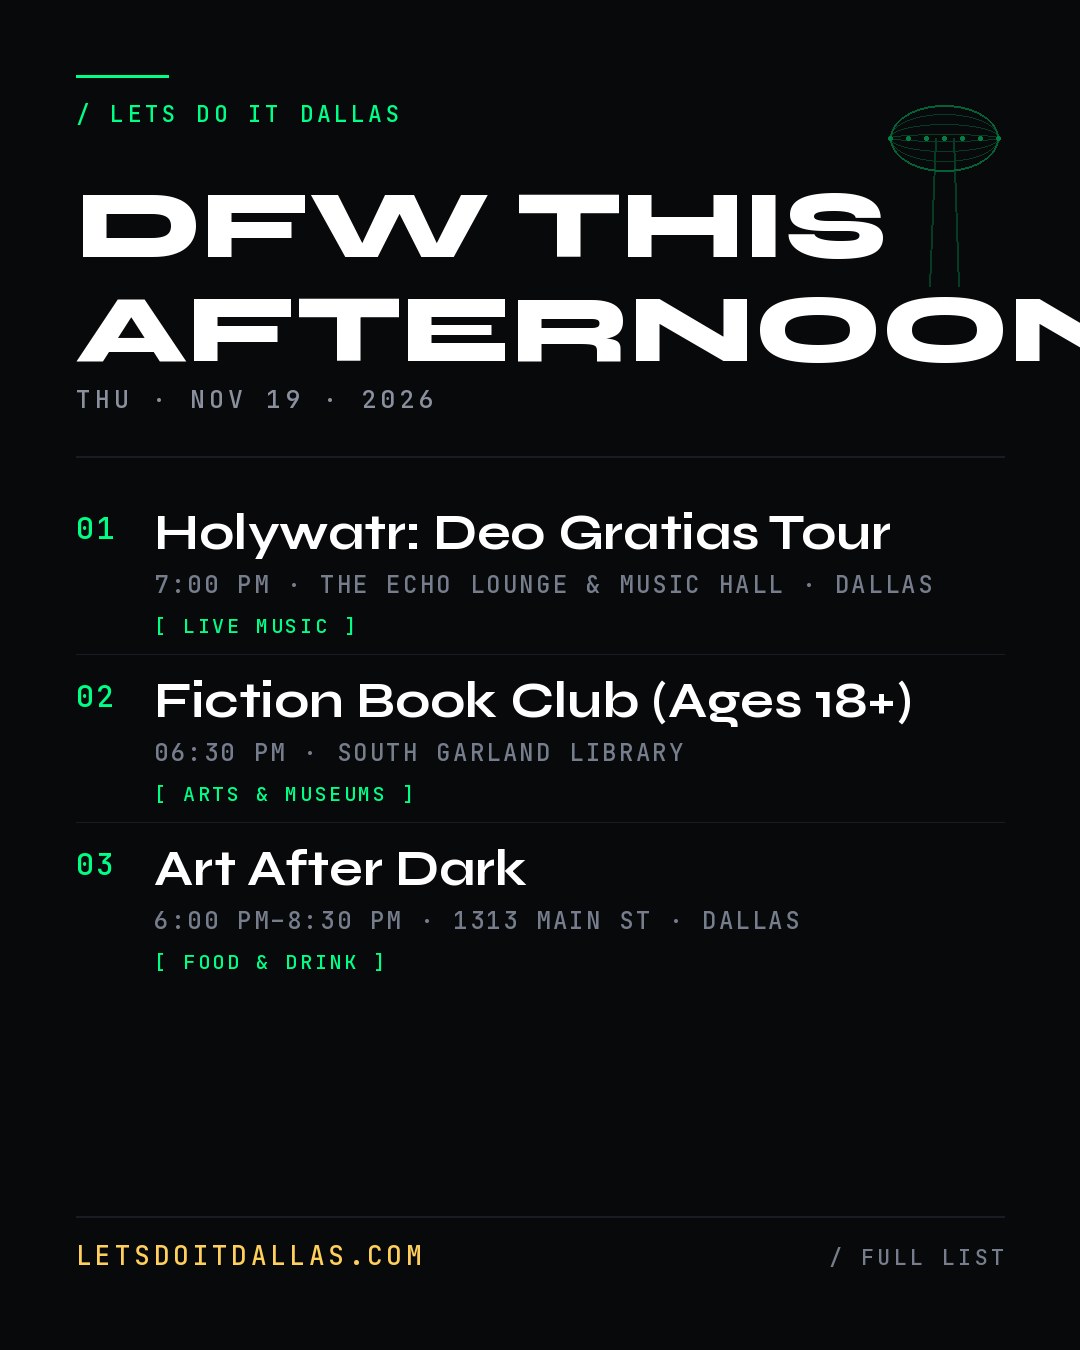 / LETS DO IT DALLAS
DFW THIS
AFTERNOON
THU · NOV 19 · 2026
01 Holywatr: Deo Gratias Tour
7:00 PM · THE ECHO LOUNGE & MUSIC HALL · DALLAS
[ LIVE MUSIC ]
02 Fiction Book Club (Ages 18+)
06:30 PM · SOUTH GARLAND LIBRARY
[ ARTS & MUSEUMS ]
03 Art After Dark
6:00 PM–8:30 PM · 1313 MAIN ST · DALLAS
[ FOOD & DRINK ]
LETSDOITDALLAS.COM
/ FULL LIST